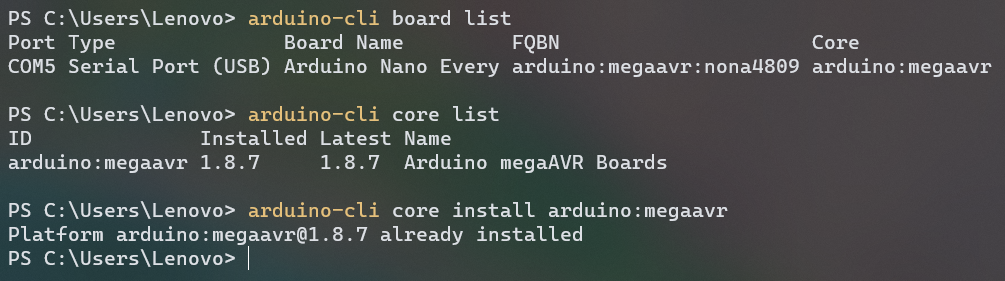 PS C:\Users\Lenovo> arduino-cli board list
Port Type              Board Name         FQBN                     Core
COM5 Serial Port (USB) Arduino Nano Every arduino:megaavr:nona4809 arduino:megaavr
PS C:\Users\Lenovo> arduino-cli core list
ID              Installed Latest Name
arduino:megaavr 1.8.7     1.8.7  Arduino megaAVR Boards
PS C:\Users\Lenovo> arduino-cli core install arduino:megaavr
Platform arduino:megaavr@1.8.7 already installed
PS C:\Users\Lenovo>